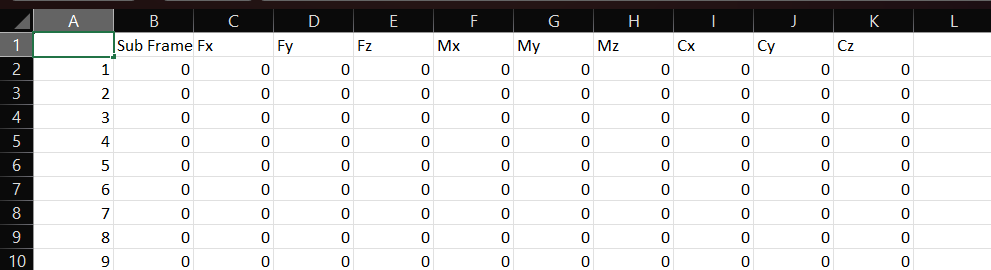 A B C D E F G H I J K L
1 Sub Frame Fx Fy Fz Mx My Mz Cx Cy Cz
2 1 0 0 0 0 0 0 0 0 0 0
3 2 0 0 0 0 0 0 0 0 0 0
4 3 0 0 0 0 0 0 0 0 0 0
5 4 0 0 0 0 0 0 0 0 0 0
6 5 0 0 0 0 0 0 0 0 0 0
7 6 0 0 0 0 0 0 0 0 0 0
8 7 0 0 0 0 0 0 0 0 0 0
9 8 0 0 0 0 0 0 0 0 0 0
10 9 0 0 0 0 0 0 0 0 0 0